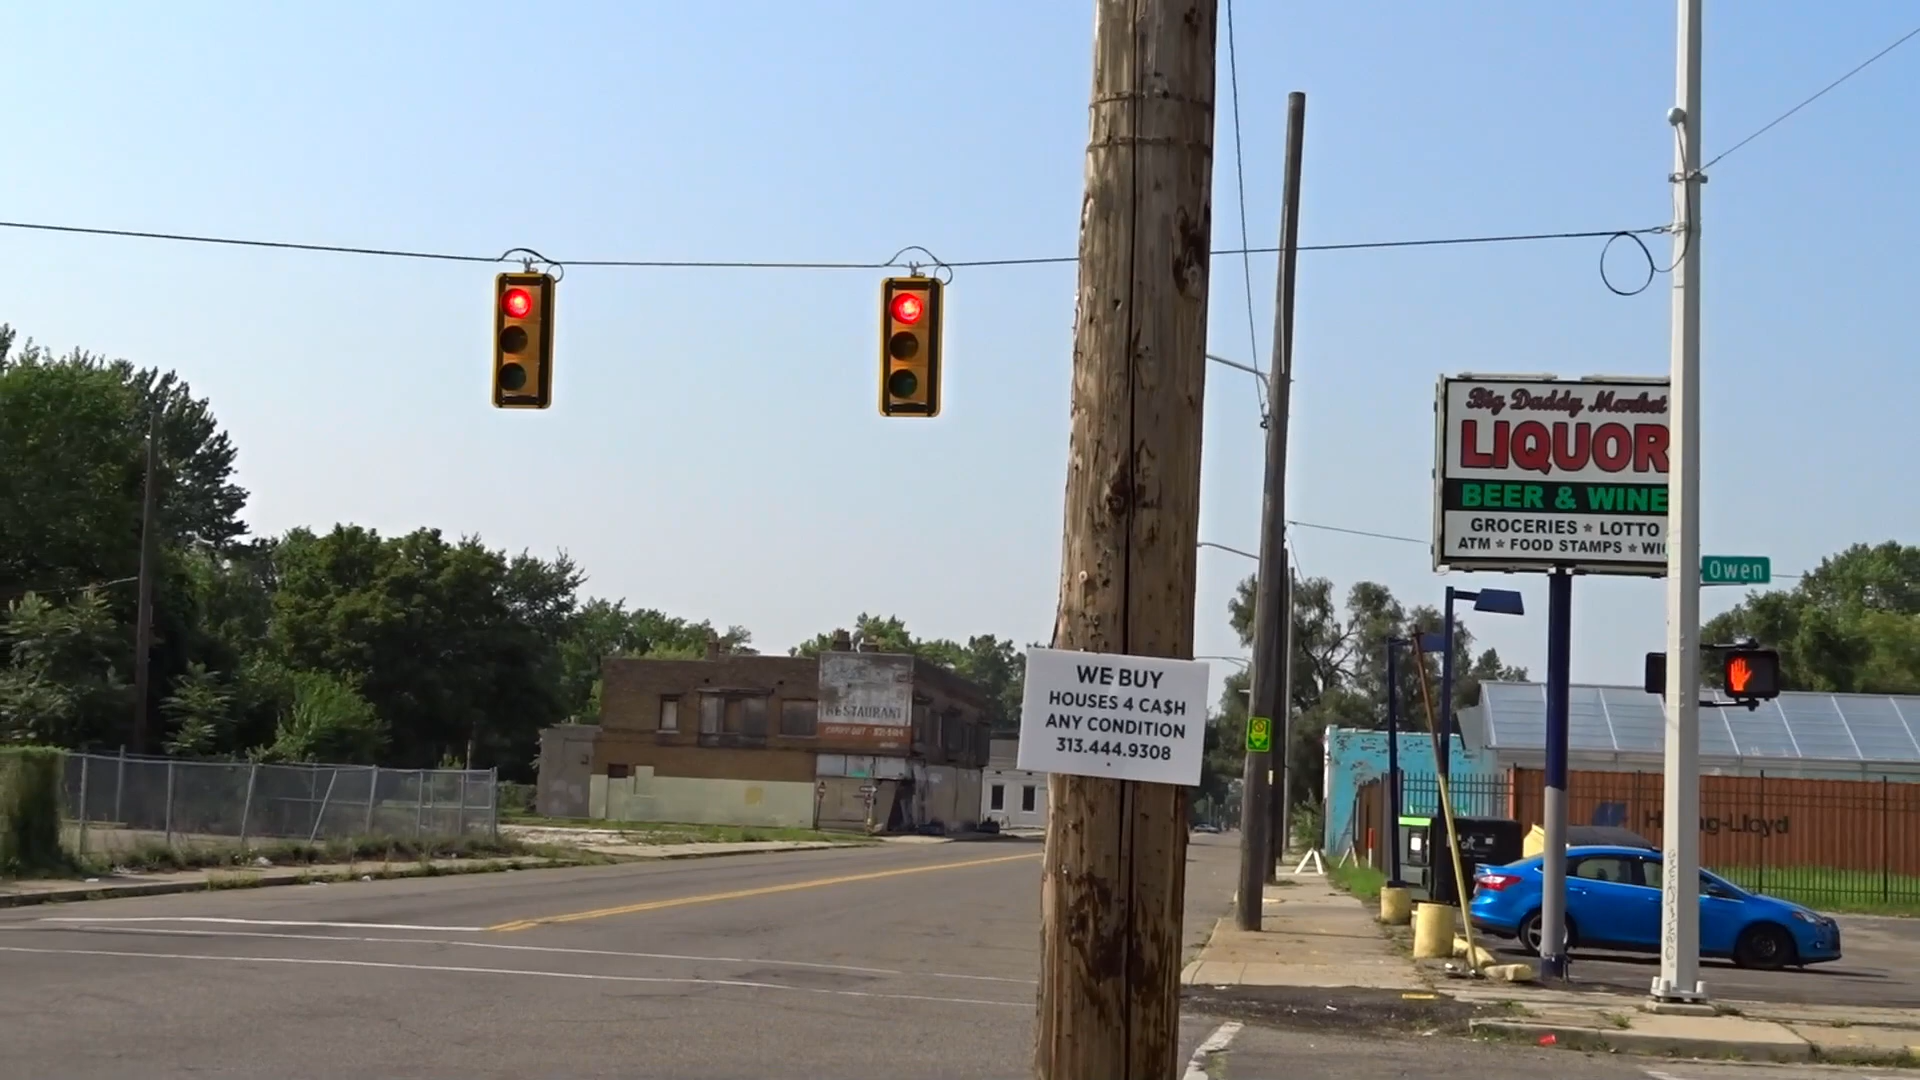 Big Daddy Market
LIQUOR
BEER & WINE
GROCERIES * LOTTO
ATM * FOOD STAMPS *
Owen
WE BUY
HOUSES 4 CA$H
ANY CONDITION
313.444.9308
RESTAURANT